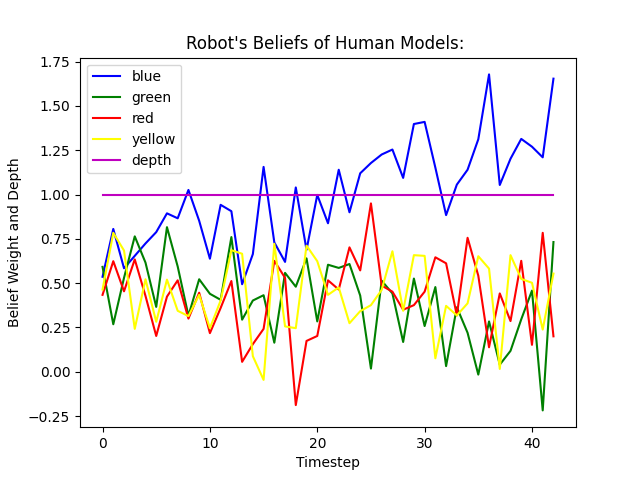 Robot's Beliefs of Human Models:
1.75
1.50
1.25
1.00
0.75
0.50
0.25
0.00
−0.25
Belief Weight and Depth
blue
green
red
yellow
depth
0 10 20 30 40
Timestep